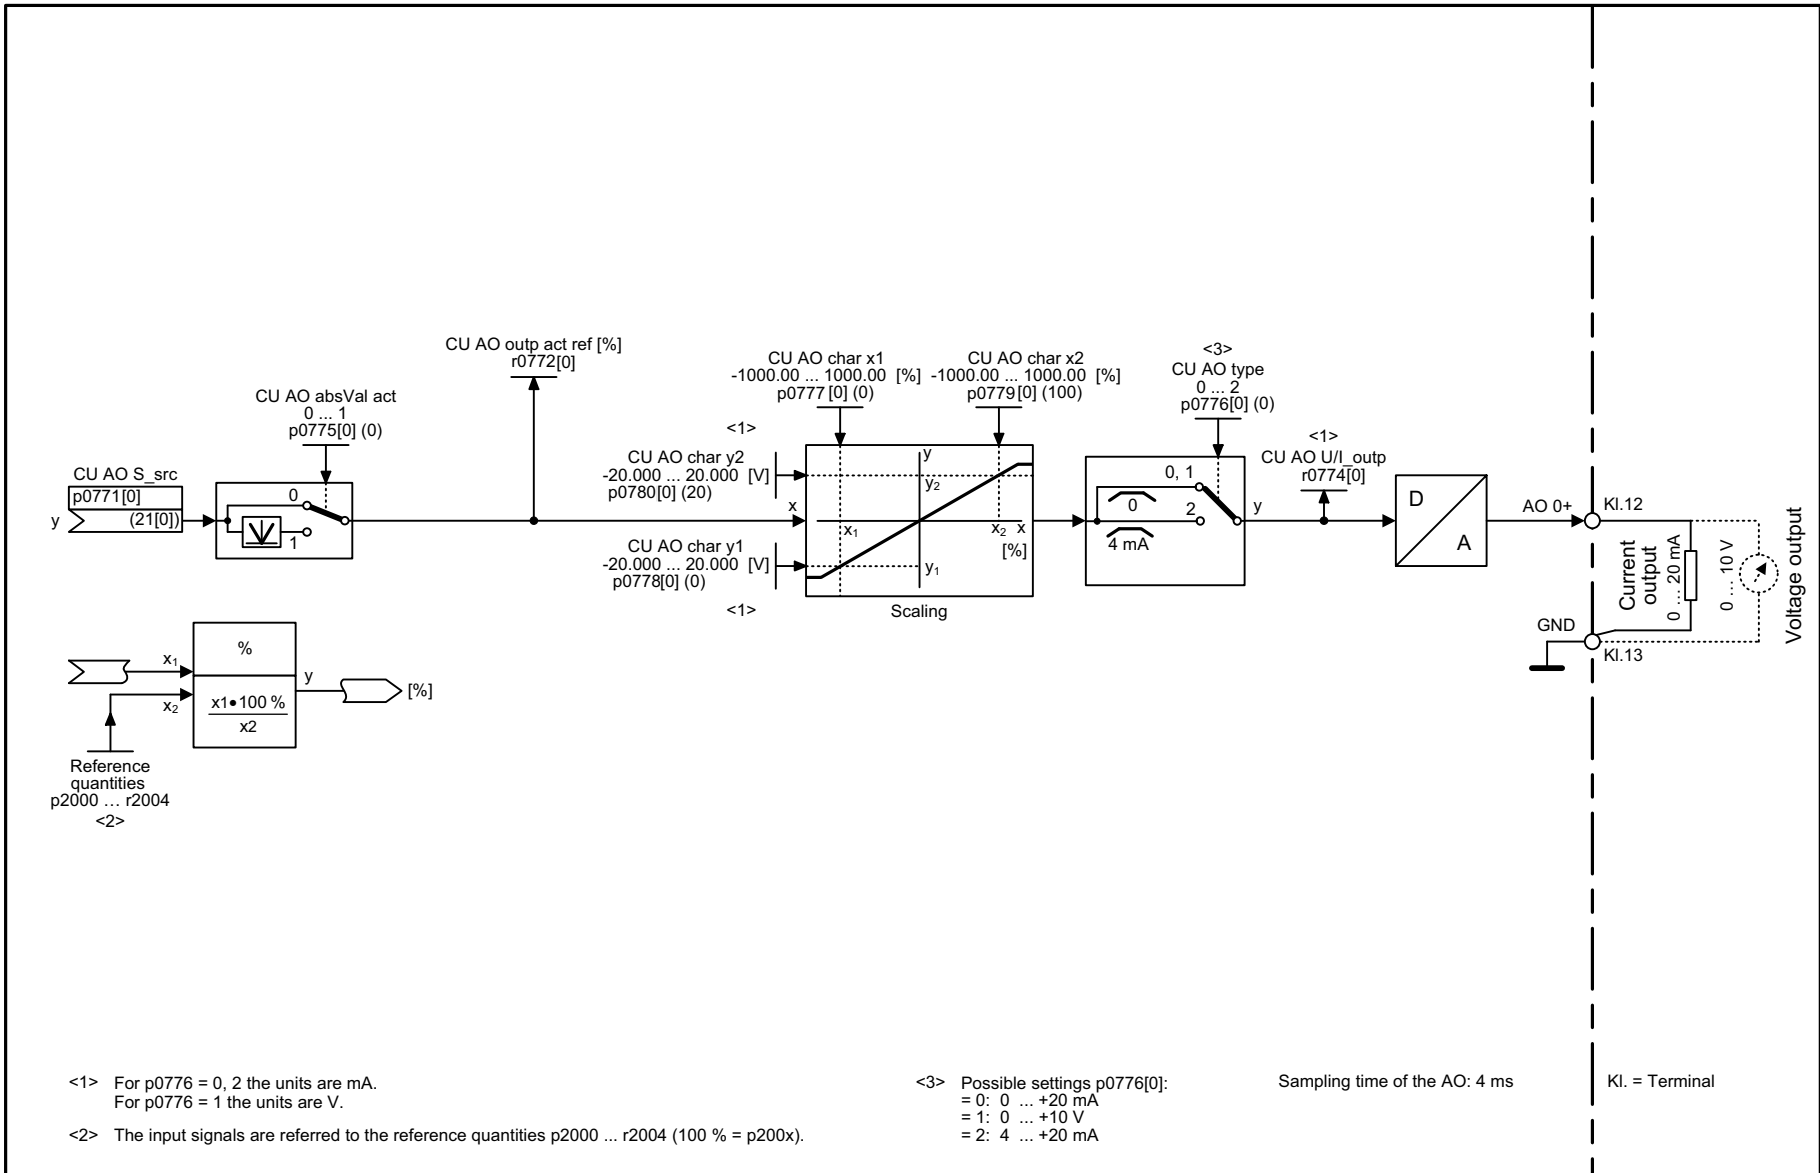 CU AO S_src
p0771[0]
(21[0])
y
CU AO absVal act
0 ... 1
p0775[0] (0)
0
1
CU AO outp act ref [%]
r0772[0]
<1>
CU AO char y2
-20.000 ... 20.000 [V]
p0780[0] (20)
x
CU AO char y1
-20.000 ... 20.000 [V]
p0778[0] (0)
<1>
CU AO char x1
-1000.00 ... 1000.00 [%]
p0777 [0] (0)
CU AO char x2
-1000.00 ... 1000.00 [%]
p0779[0] (100)
y
y2
x1
x2 x
[%]
y1
Scaling
<3>
CU AO type
0 ... 2
p0776[0] (0)
0, 1
0
2
4 mA
y
<1>
CU AO U/I_outp
r0774[0]
D
A
AO 0+
Kl.12
Current
output
0 ... 20 mA
0 ... 10 V
Voltage output
GND
Kl.13
x1
x2
%
x1•100 %
x2
y
[%]
Reference
quantities
p2000 ... r2004
<2>
<1> For p0776 = 0, 2 the units are mA.
For p0776 = 1 the units are V.
<2> The input signals are referred to the reference quantities p2000 ... r2004 (100 % = p200x).
<3> Possible settings p0776[0]:
= 0: 0 ... +20 mA
= 1: 0 ... +10 V
= 2: 4 ... +20 mA
Sampling time of the AO: 4 ms
Kl. = Terminal